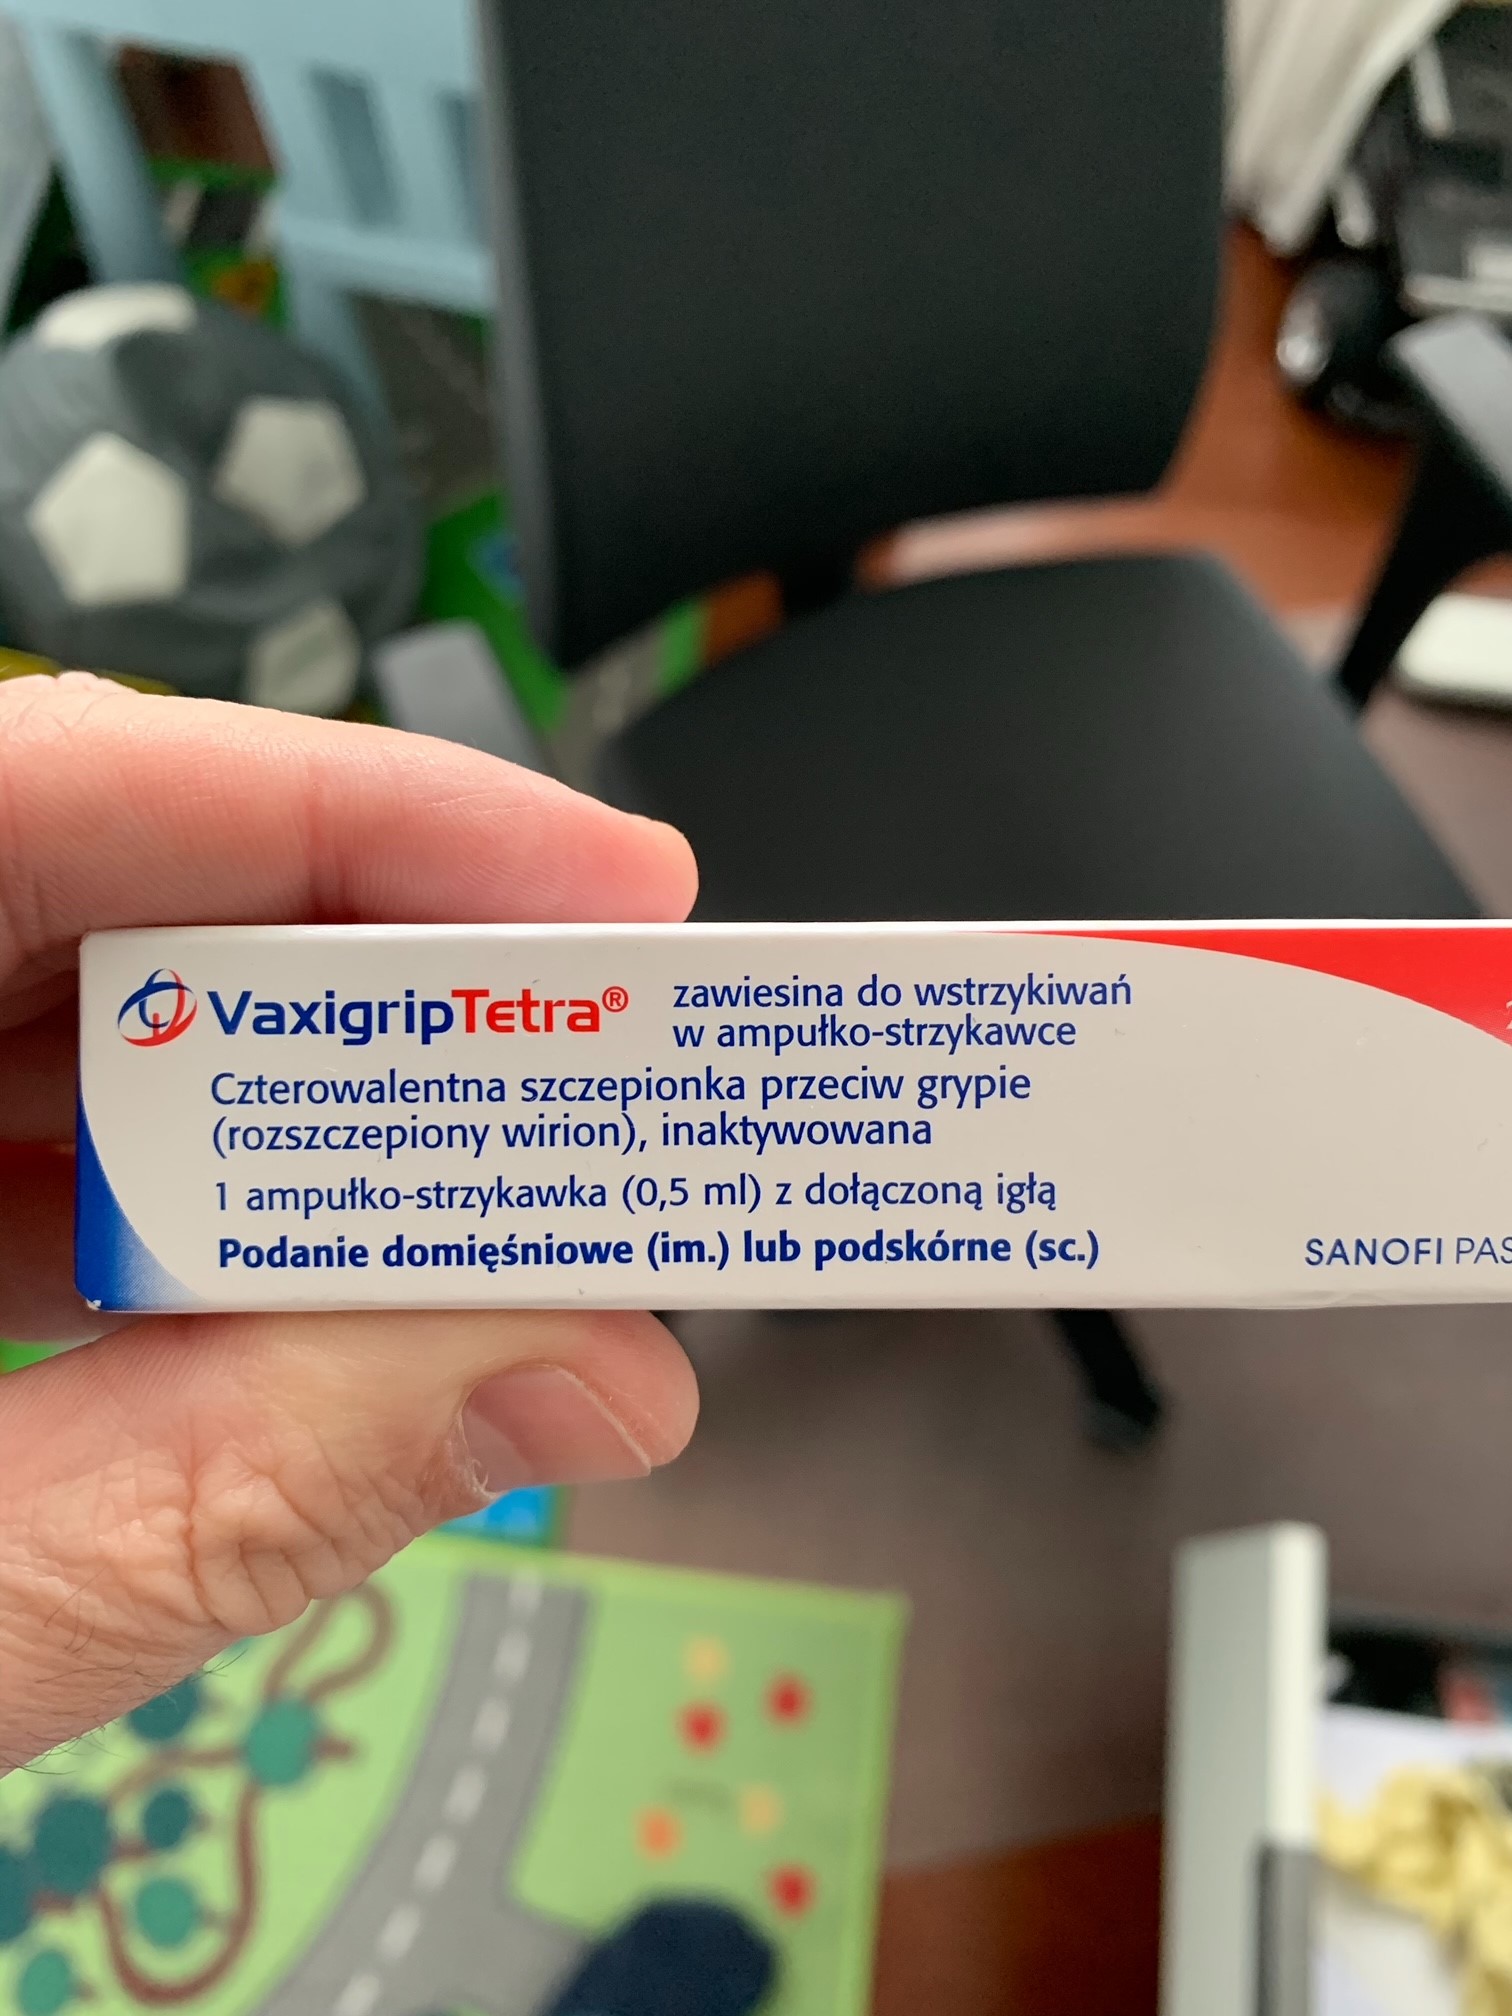 VaxigripTetra®
zawiesina do wstrzykiwań
w ampułko-strzykawce
Czterowalentna szczepionka przeciw grypie
(rozszczepiony wirion), inaktywowana
1 ampułko-strzykawka (0,5 ml) z dołączoną igłą
Podanie domięśniowe (im.) lub podskórne (sc.)
SANOFI PAS